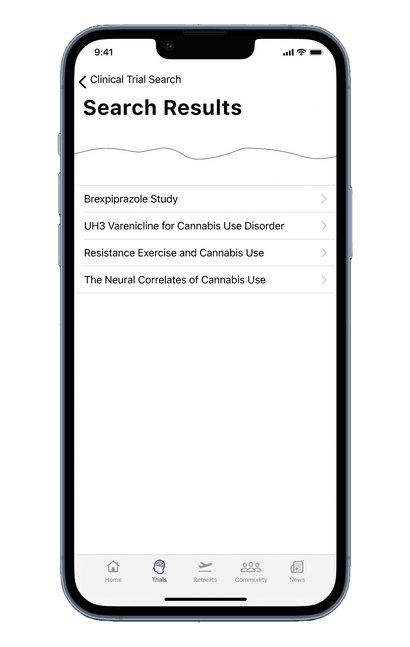 9:41
Clinical Trial Search
Search Results
Brexpiprazole Study
UH3 Varenicline for Cannabis Use Disorder
Resistance Exercise and Cannabis Use
The Neural Correlates of Cannabis Use
Home Trials Retreats Community News